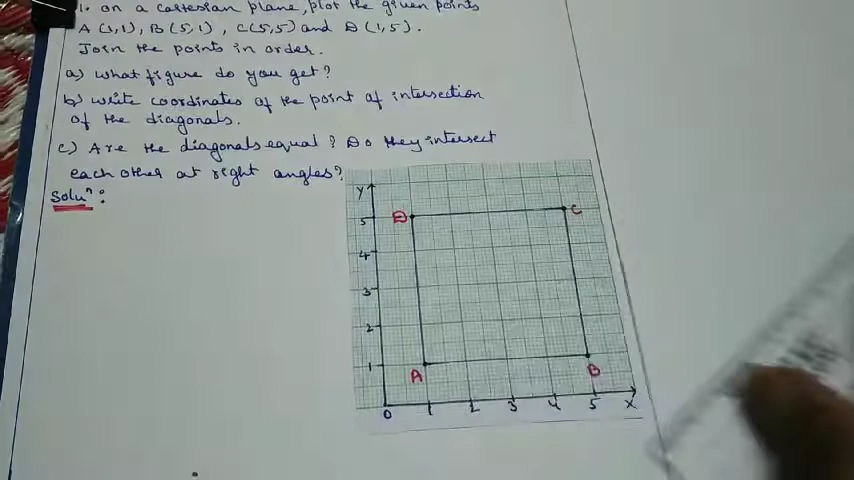 1. on a cartesian plane, plot the given points
A (1,1), B(5,1), C(5,5) and D(1,5).
Join the points in order.
a) what figure do you get?
b) write coordinates of the point of intersection
of the diagonals.
c) Are the diagonals equal? Do they intersect
each other at right angles?
Soluⁿ:
Y
5 D C
4
3
2
1
A B
0 1 2 3 4 5 X